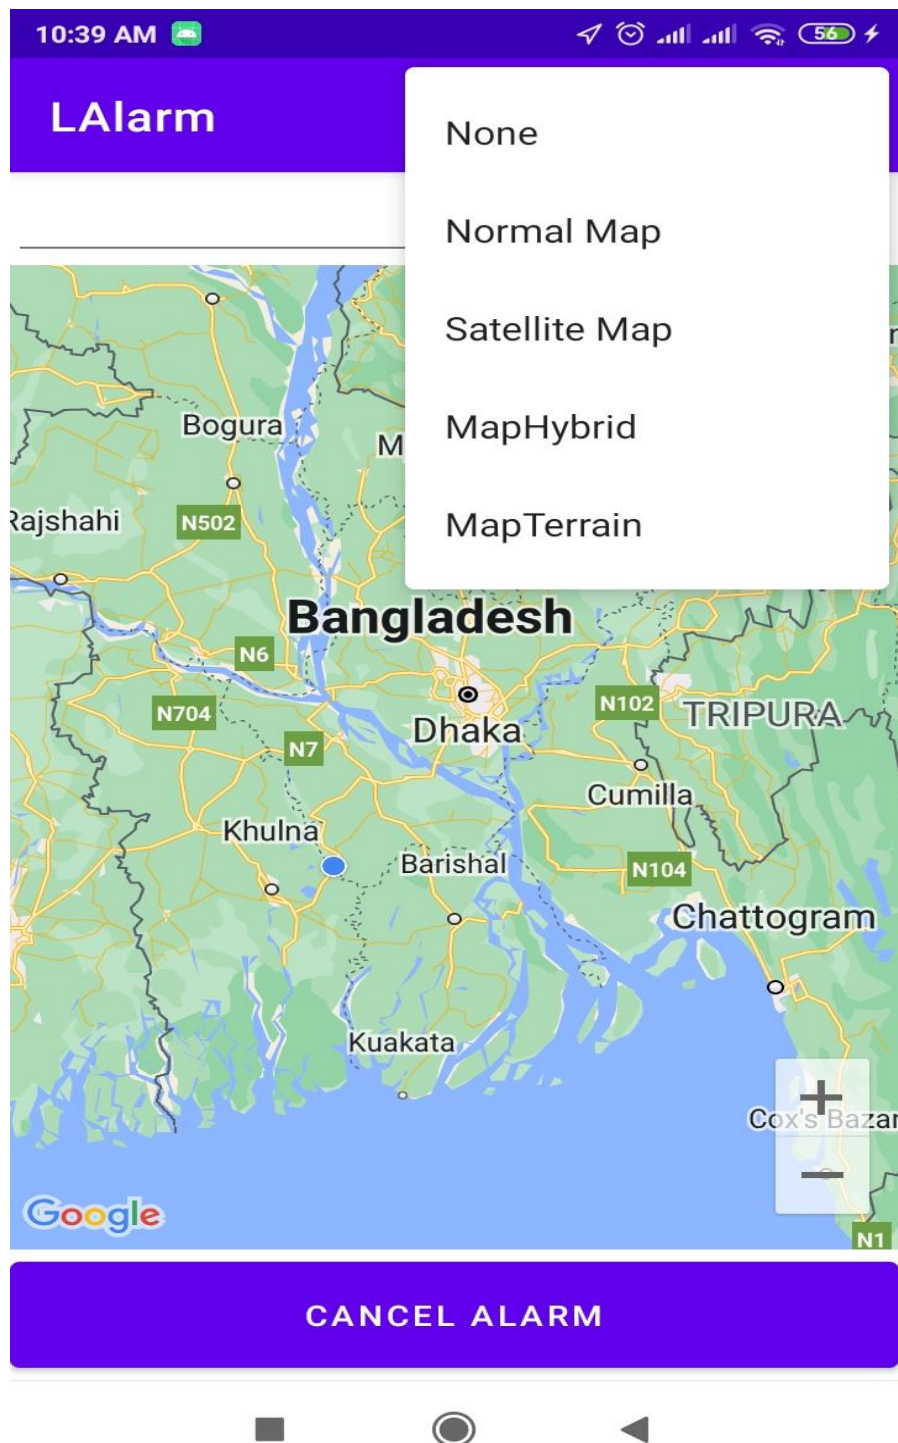 10:39 AM
56
LAlarm
None
Normal Map
Satellite Map
MapHybrid
MapTerrain
Bogura
M
Rajshahi
N502
Bangladesh
N6
N704
N102
TRIPURA
Dhaka
N7
Cumilla
Khulna
Barishal
N104
Chattogram
Kuakata
+
Cox's Bazar
−
Google
N1
CANCEL ALARM